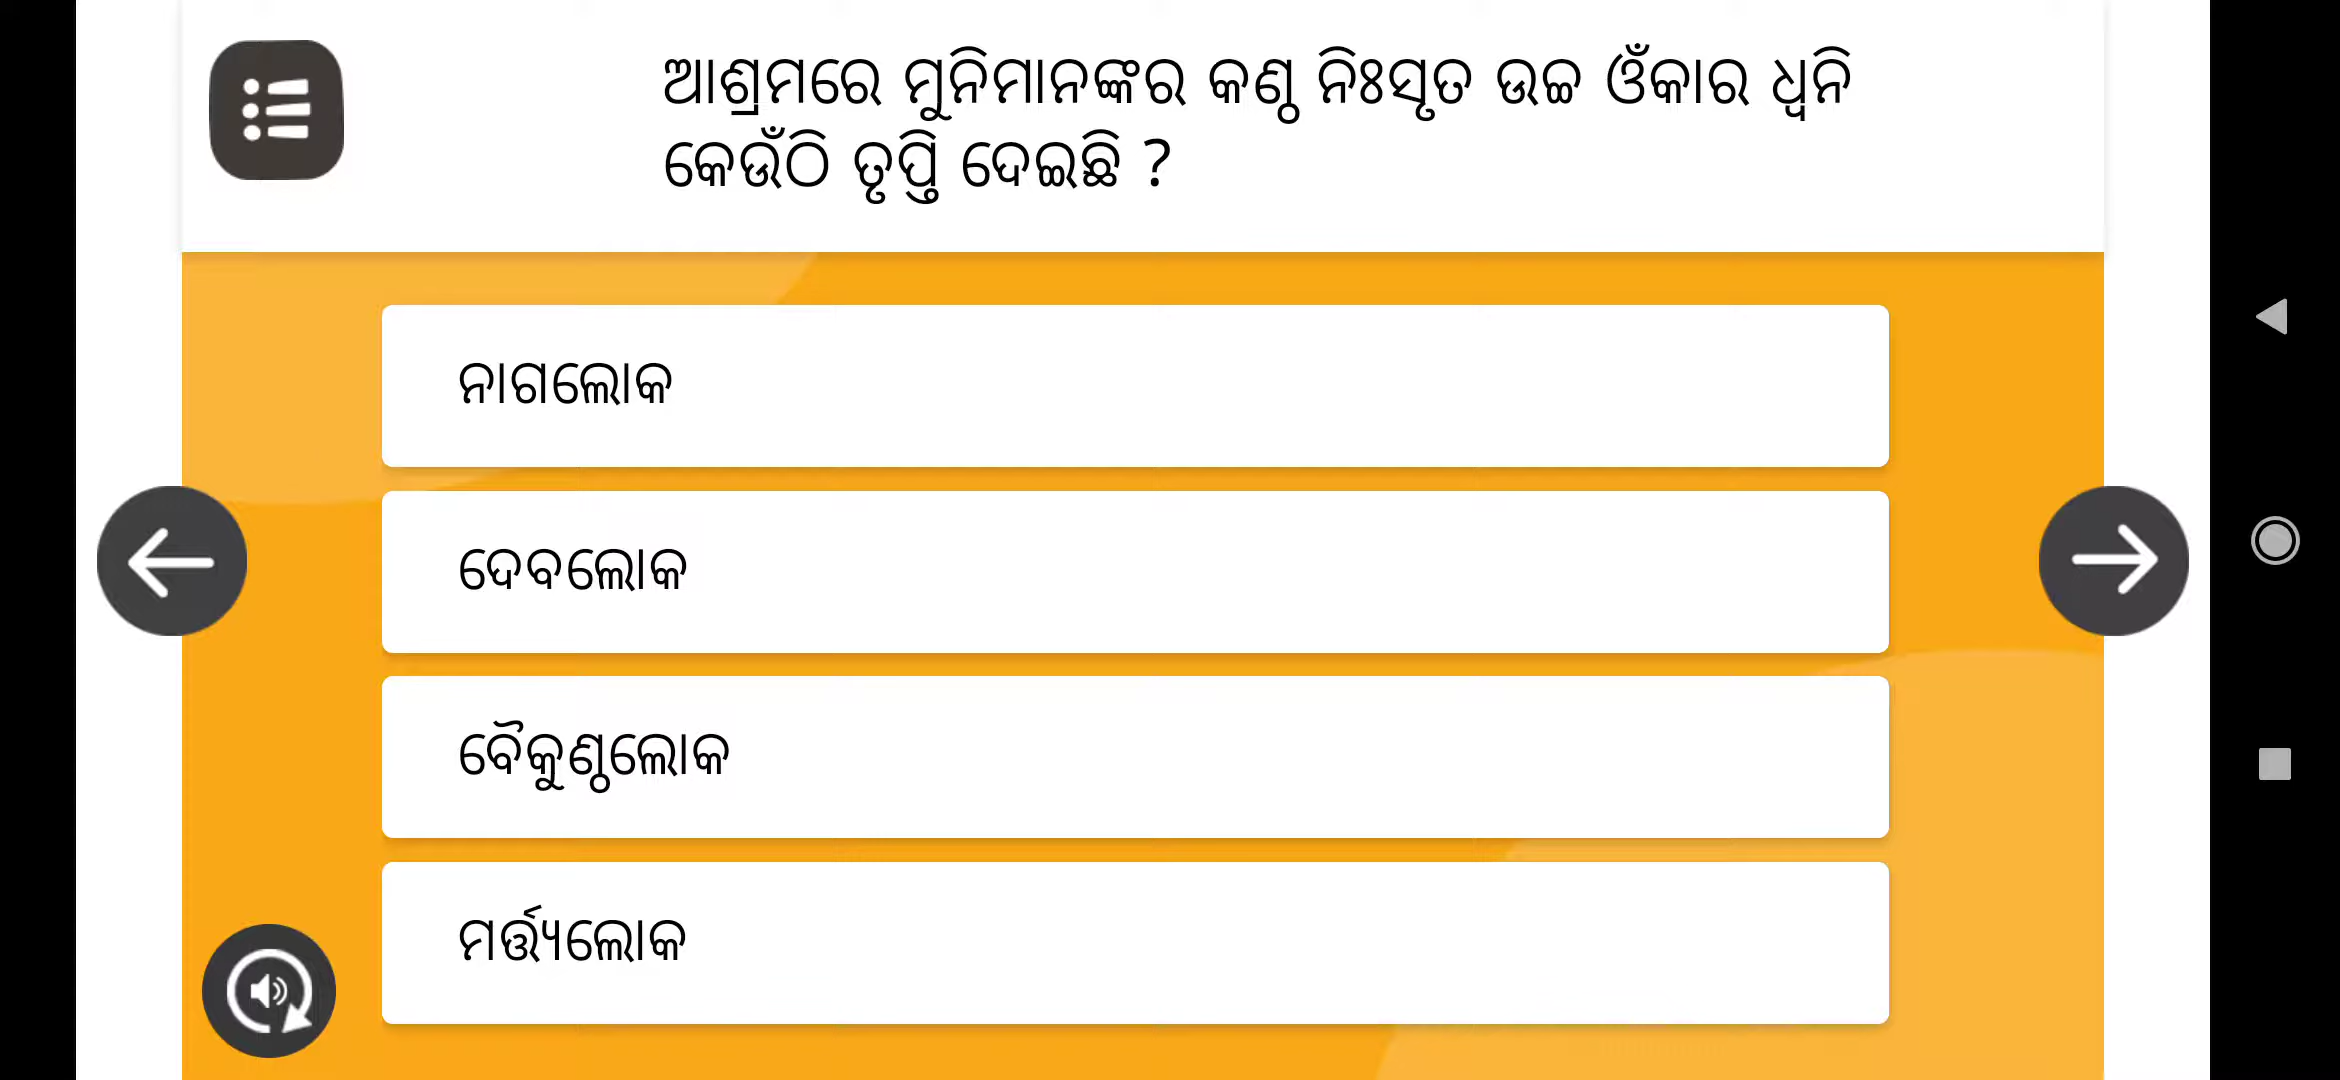 ଆଶ୍ରମରେ ମୁନିମାନଙ୍କର କଣ୍ଠ ନିଃସୃତ ଉଚ୍ଚ ଓଁକାର ଧ୍ୱନି
କେଉଁଠି ତୃପ୍ତି ଦେଇଛି ?
ନାଗଲୋକ
ଦେବଲୋକ
ବୈକୁଣ୍ଠଲୋକ
ମର୍ତ୍ତ୍ୟଲୋକ